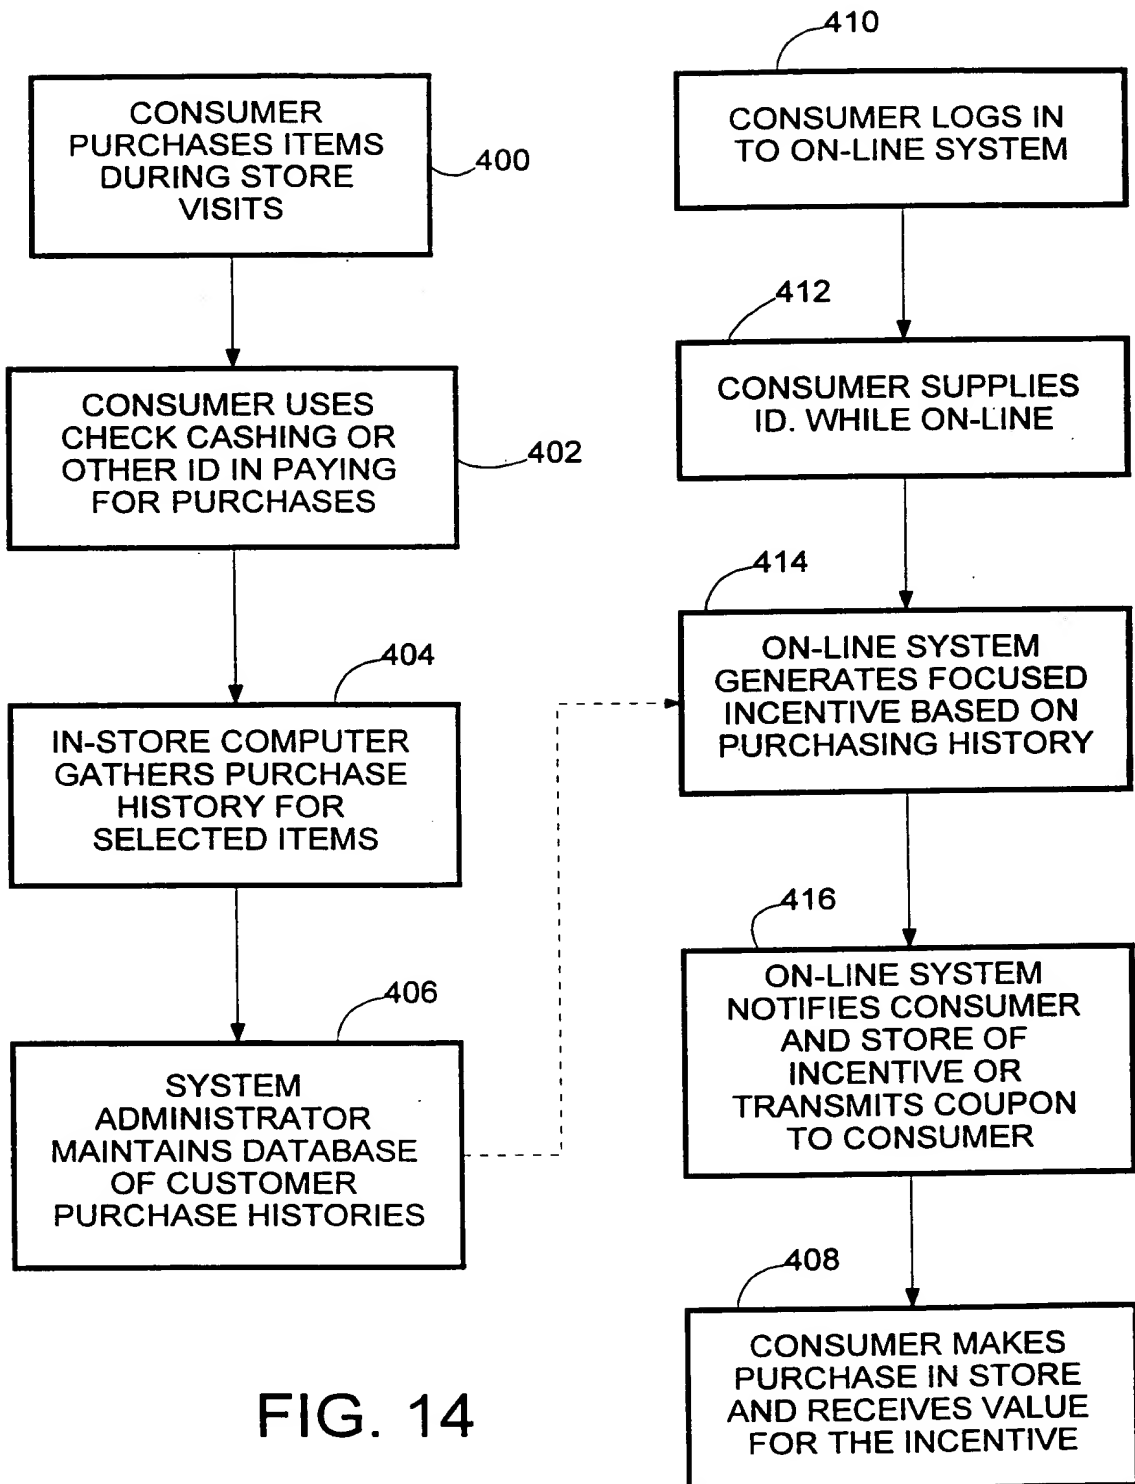 CONSUMER
PURCHASES ITEMS
DURING STORE
VISITS
400
CONSUMER USES
CHECK CASHING OR
OTHER ID IN PAYING
FOR PURCHASES
402
404
IN-STORE COMPUTER
GATHERS PURCHASE
HISTORY FOR
SELECTED ITEMS
406
SYSTEM
ADMINISTRATOR
MAINTAINS DATABASE
OF CUSTOMER
PURCHASE HISTORIES
410
CONSUMER LOGS IN
TO ON-LINE SYSTEM
412
CONSUMER SUPPLIES
ID. WHILE ON-LINE
414
ON-LINE SYSTEM
GENERATES FOCUSED
INCENTIVE BASED ON
PURCHASING HISTORY
416
ON-LINE SYSTEM
NOTIFIES CONSUMER
AND STORE OF
INCENTIVE OR
TRANSMITS COUPON
TO CONSUMER
408
CONSUMER MAKES
PURCHASE IN STORE
AND RECEIVES VALUE
FOR THE INCENTIVE
FIG. 14